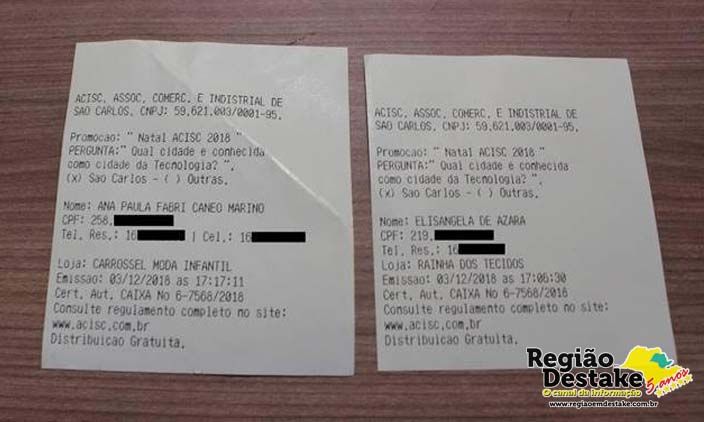 ACISC. ASSOC. COMERC. E INDISTRIAL DE
SAO CARLOS. CNPJ: 59.621.003/0001-95.
Promocao: " Natal ACISC 2018 "
PERGUNTA:" Qual cidade e conhecida
como cidade da Tecnologia? ".
(x) Sao Carlos - ( ) Outras.
Nome: ANA PAULA FABRI CANEO MARINO
CPF: 258.
Tel. Res.: 16 | Cel.: 16
Loja: CARROSSEL MODA INFANTIL
Emissao: 03/12/2018 as 17:17:11
Cert. Aut. CAIXA No 6-7568/2018
Consulte regulamento completo no site:
www.acisc.com.br
Distribuicao Gratuita.
ACISC. ASSOC. COMERC. E INDISTRIAL DE
SAO CARLOS. CNPJ: 59.621.003/0001-95.
Promocao: " Natal ACISC 2018 "
PERGUNTA:" Qual cidade e conhecida
como cidade da Tecnologia? ".
(x) Sao Carlos - ( ) Outras.
Nome: ELISANGELA DE AZARA
CPF: 219.
Tel. Res.: 16
Loja: RAINHA DOS TECIDOS
Emissao: 03/12/2018 as 17:06:30
Cert. Aut. CAIXA No 6-7568/2018
Consulte regulamento completo no site:
www.acisc.com.br
Distribuicao Gratuita.
Região
Destake
5 anos
O canal da Informação
www.regiaoemdestake.com.br